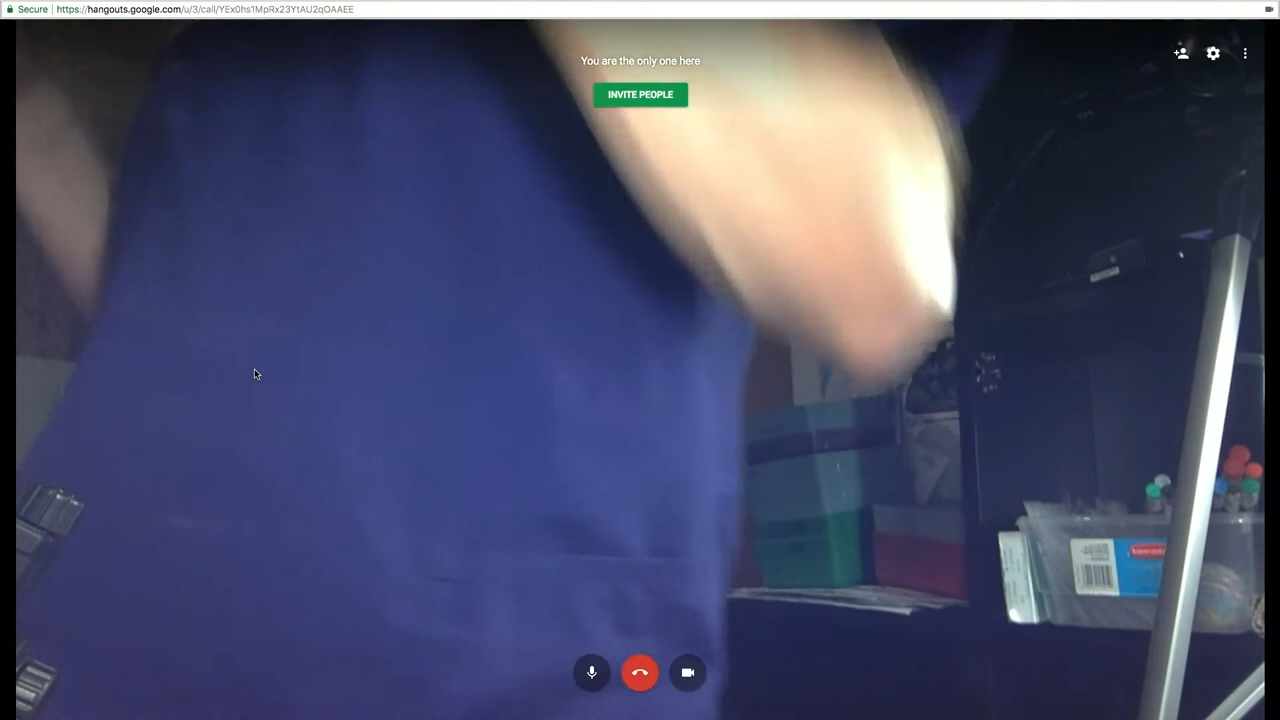 Secure https://hangouts.google.com/u/3/call/YEx0hs1MpRx23YtAU2qOAAEE
You are the only one here
INVITE PEOPLE